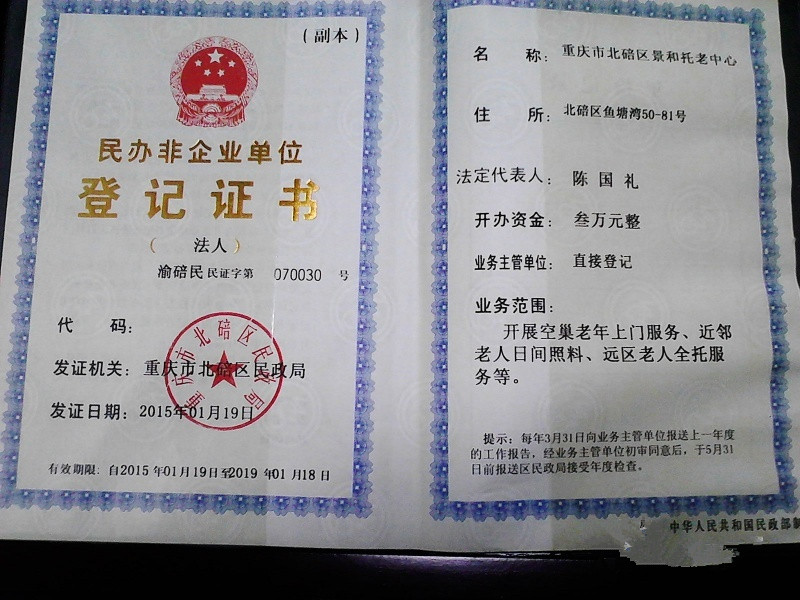 (副本)
民办非企业单位
登记证书
( 法人 )
渝碚民 民证字第 070030 号
代 码:
发证机关: 重庆市北碚区民政局
发证日期: 2015年01月19日
重庆市北碚区民政局
有效期限: 自2015 年01月19日至2019 年01 月18 日
名 称: 重庆市北碚区景和托老中心
住 所: 北碚区鱼塘湾50-81号
法定代表人: 陈 国 礼
开办资金: 叁万元整
业务主管单位: 直接登记
业务范围:
开展空巢老年上门服务、近邻
老人日间照料、远区老人全托服
务等。
提示: 每年3月31日向业务主管单位报送上一年度
的工作报告, 经业务主管单位初审同意后, 于5月31
日前报送区民政局接受年度检查。
中华人民共和国民政部制